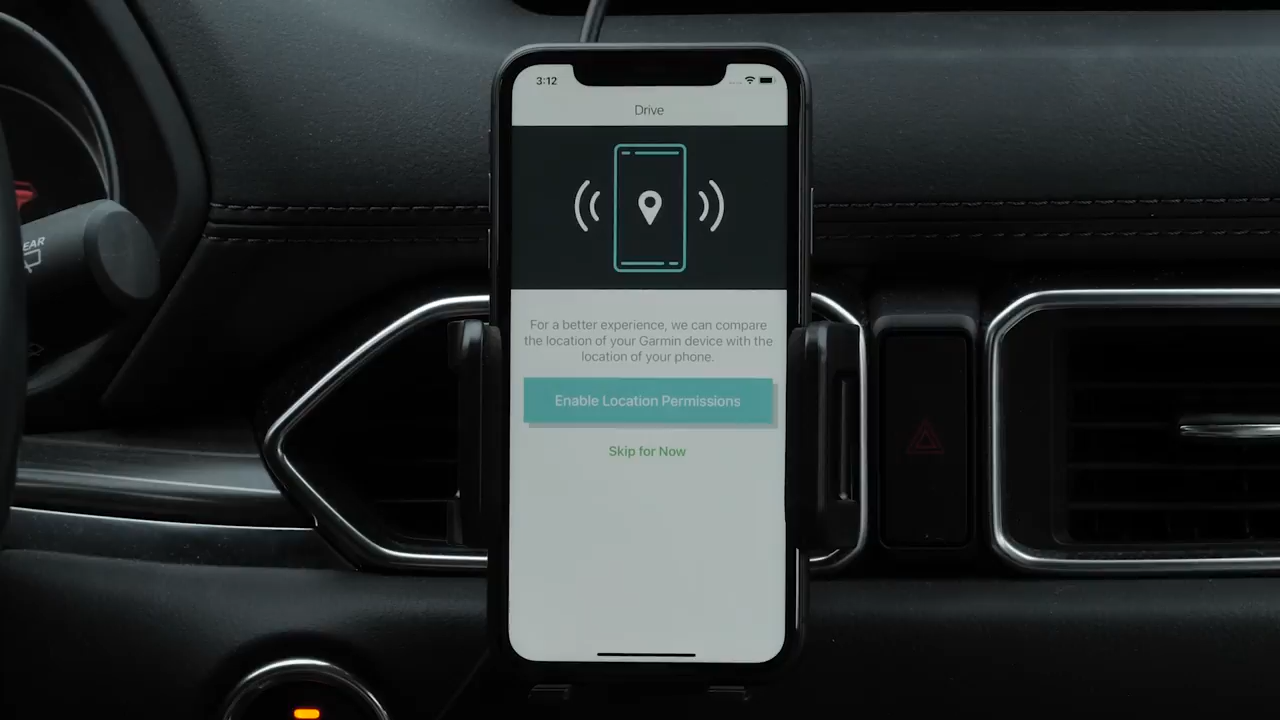 3:12
Drive
For a better experience, we can compare
the location of your Garmin device with the
location of your phone.
Enable Location Permissions
Skip for Now
EAR